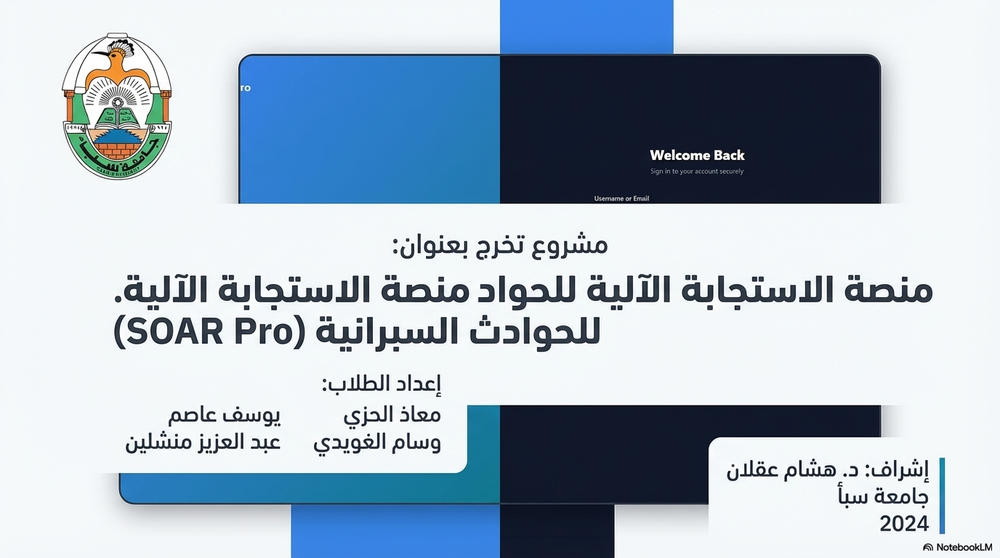 جامعة سبأ
ro
Welcome Back
Sign in to your account securely
Username or Email
مشروع تخرج بعنوان:
منصة الاستجابة الآلية للحواد منصة الاستجابة الآلية.
للحوادث السبرانية (SOAR Pro)
إعداد الطلاب:
معاذ الحزي يوسف عاصم
وسام الغويدي عبد العزيز منشلين
إشراف: د. هشام عقلان
جامعة سبأ
2024
NotebookLM